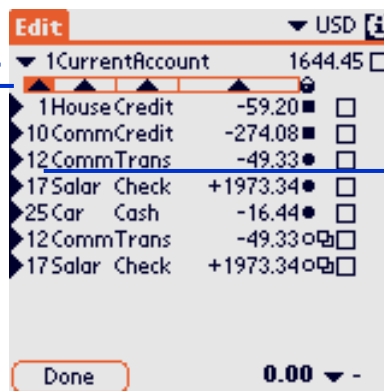 Edit USD
1CurrentAccount 1644.45
1 House Credit -59.20
10 Comm Credit -274.08
12 Comm Trans -49.33
17 Salar Check +1973.34
25 Car Cash -16.44
12 Comm Trans -49.33
17 Salar Check +1973.34
Done 0.00 -